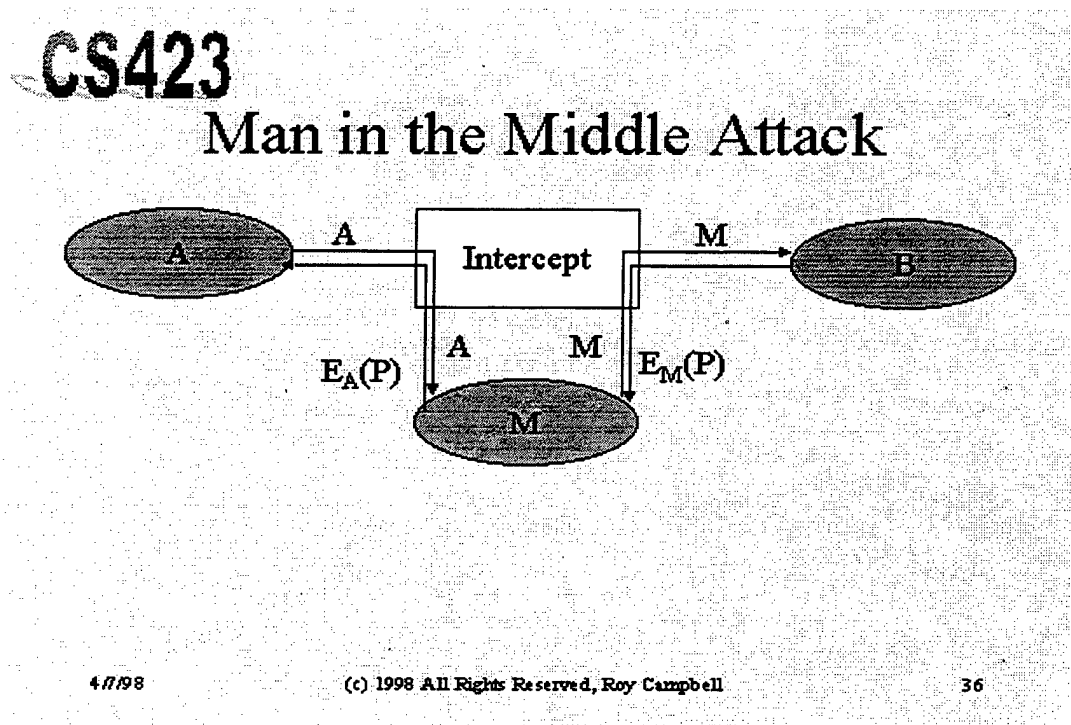 CS423
Man in the Middle Attack
A
A
Intercept
M
B
A
M
E_A(P)
E_M(P)
M
4/7/98
(c) 1998 All Rights Reserved, Roy Campbell
36